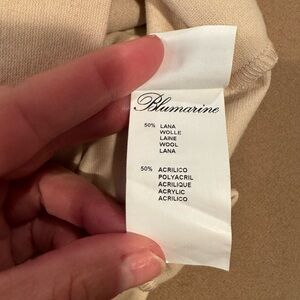 Blumarine
50% LANA
WOLLE
LAINE
WOOL
LANA
50% ACRILICO
POLYACRIL
ACRILIQUE
ACRYLIC
ACRILICO